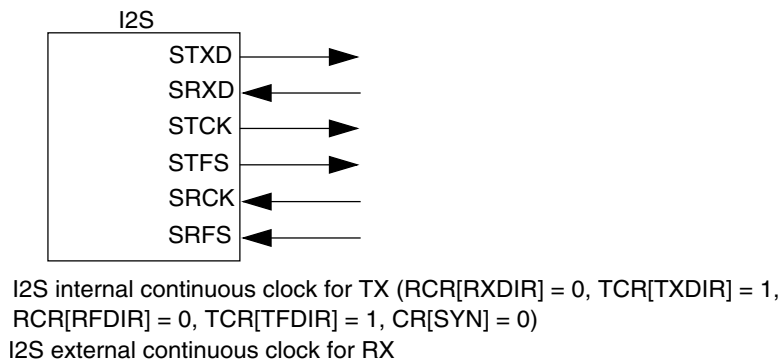 I2S
STXD
SRXD
STCK
STFS
SRCK
SRFS
I2S internal continuous clock for TX (RCR[RXDIR] = 0, TCR[TXDIR] = 1,
RCR[RFDIR] = 0, TCR[TFDIR] = 1, CR[SYN] = 0)
I2S external continuous clock for RX